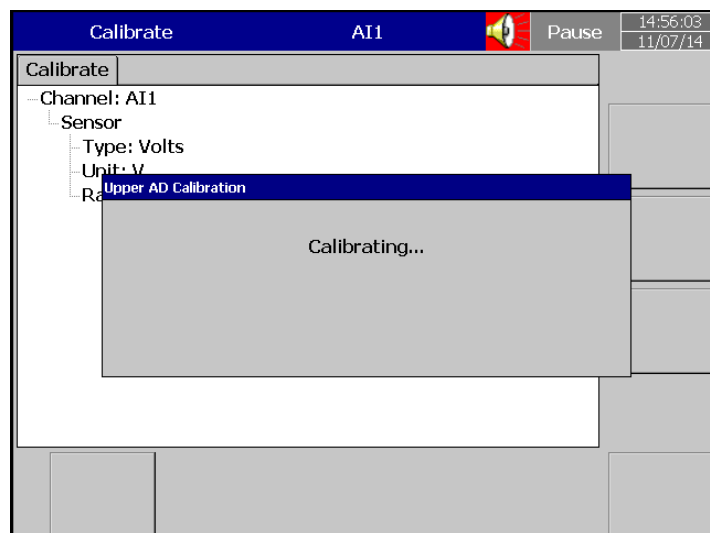 Calibrate AI1 Pause 14:56:03
11/07/14
Calibrate
Channel: AI1
Sensor
Type: Volts
Unit: V
Ra
Upper AD Calibration
Calibrating...